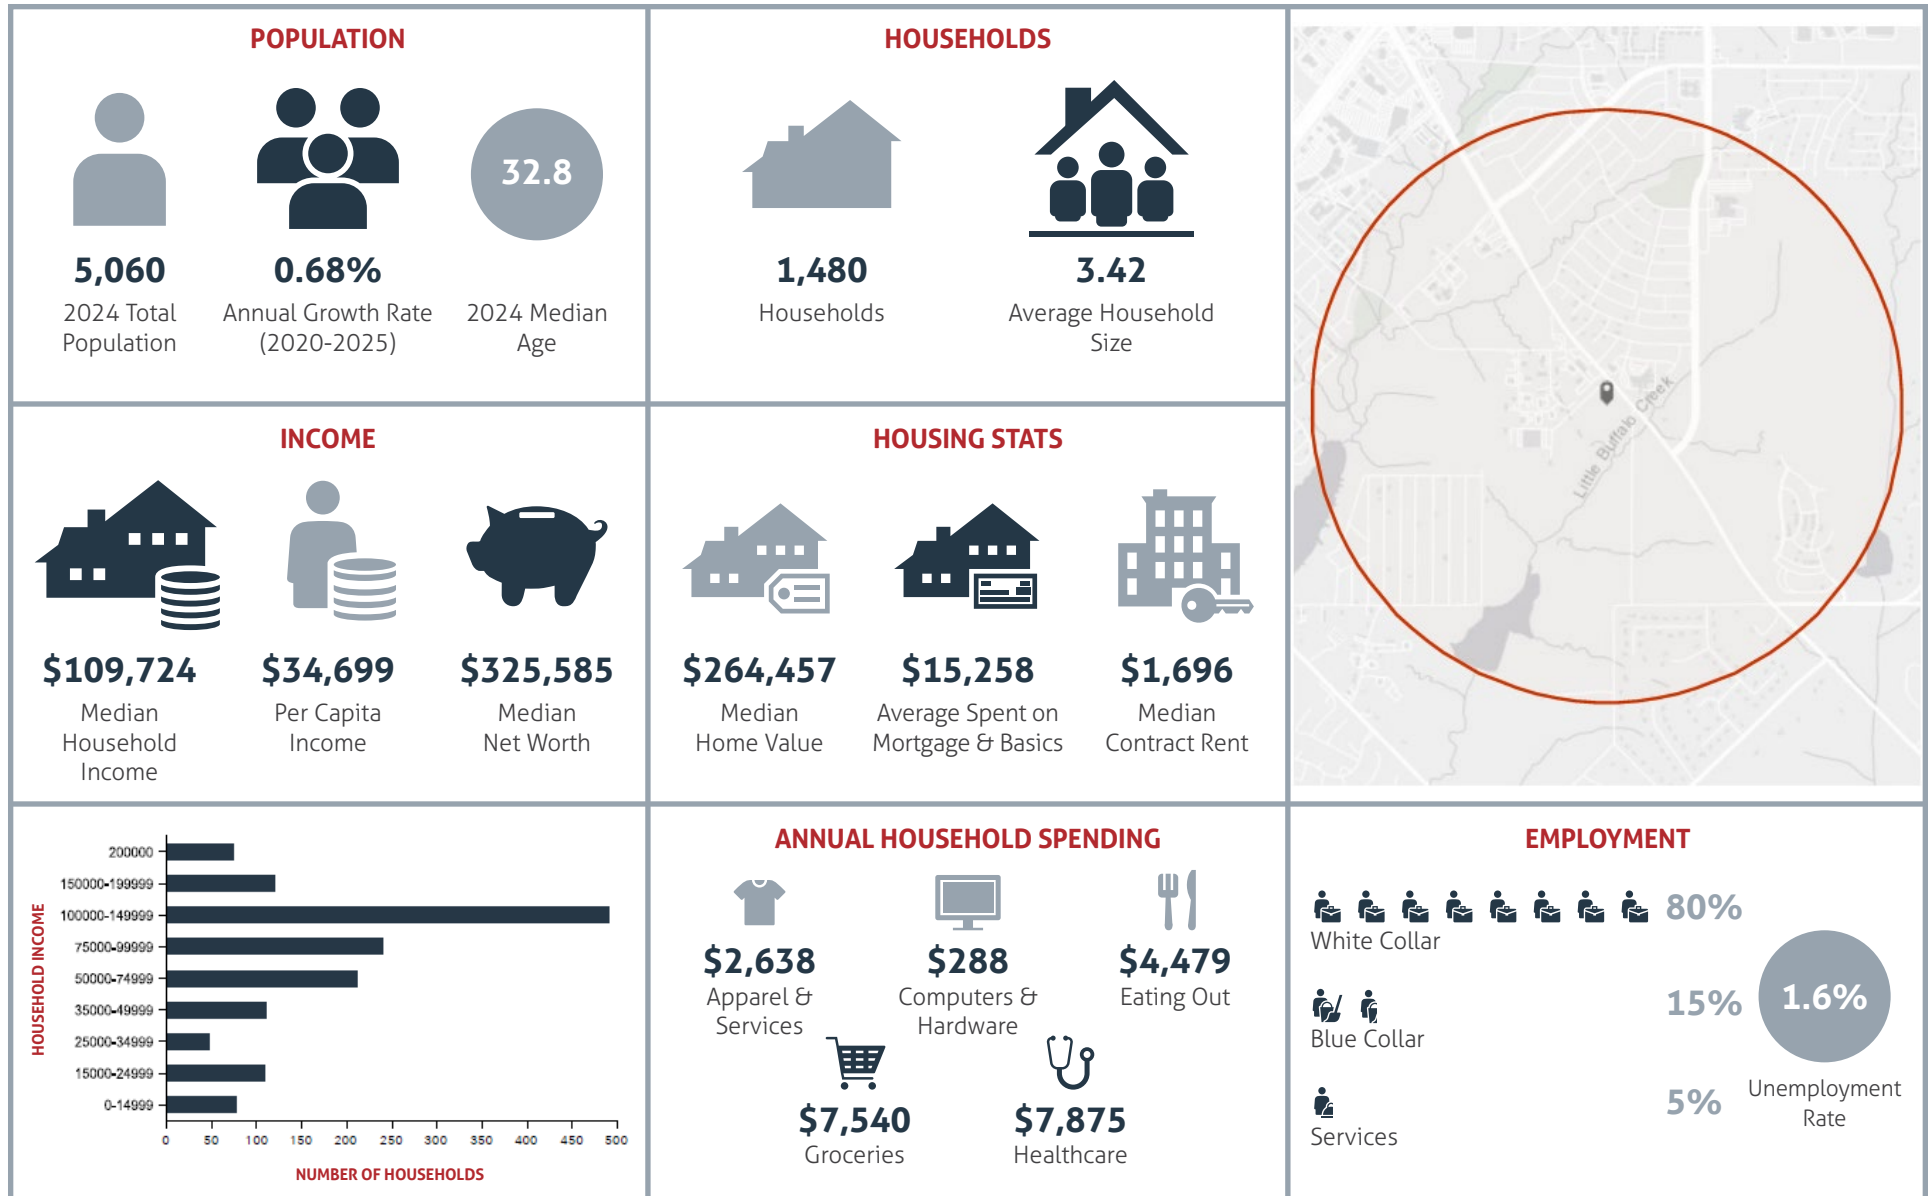 POPULATION
32.8
5,060
2024 Total
Population
0.68%
Annual Growth Rate
(2020-2025)
2024 Median
Age
HOUSEHOLDS
1,480
Households
3.42
Average Household
Size
Little Buffalo Creek
INCOME
$109,724
Median
Household
Income
$34,699
Per Capita
Income
$325,585
Median
Net Worth
HOUSING STATS
$264,457
Median
Home Value
$15,258
Average Spent on
Mortgage & Basics
$1,696
Median
Contract Rent
HOUSEHOLD INCOME
200000
150000-199999
100000-149999
75000-99999
50000-74999
35000-49999
25000-34999
15000-24999
0-14999
0 50 100 150 200 250 300 350 400 450 500
NUMBER OF HOUSEHOLDS
ANNUAL HOUSEHOLD SPENDING
$2,638
Apparel &
Services
$288
Computers &
Hardware
$4,479
Eating Out
$7,540
Groceries
$7,875
Healthcare
EMPLOYMENT
80%
White Collar
15%
Blue Collar
5%
Services
1.6%
Unemployment
Rate